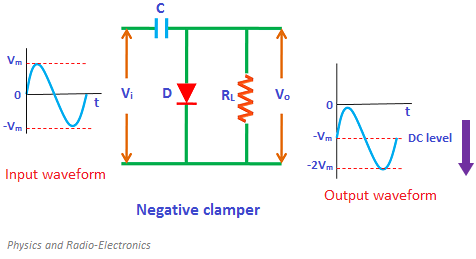 C
Vm
0
-Vm
t
Input waveform
Vi
D
RL
Vo
0
t
-Vm
DC level
-2Vm
Output waveform
Negative clamper
Physics and Radio-Electronics